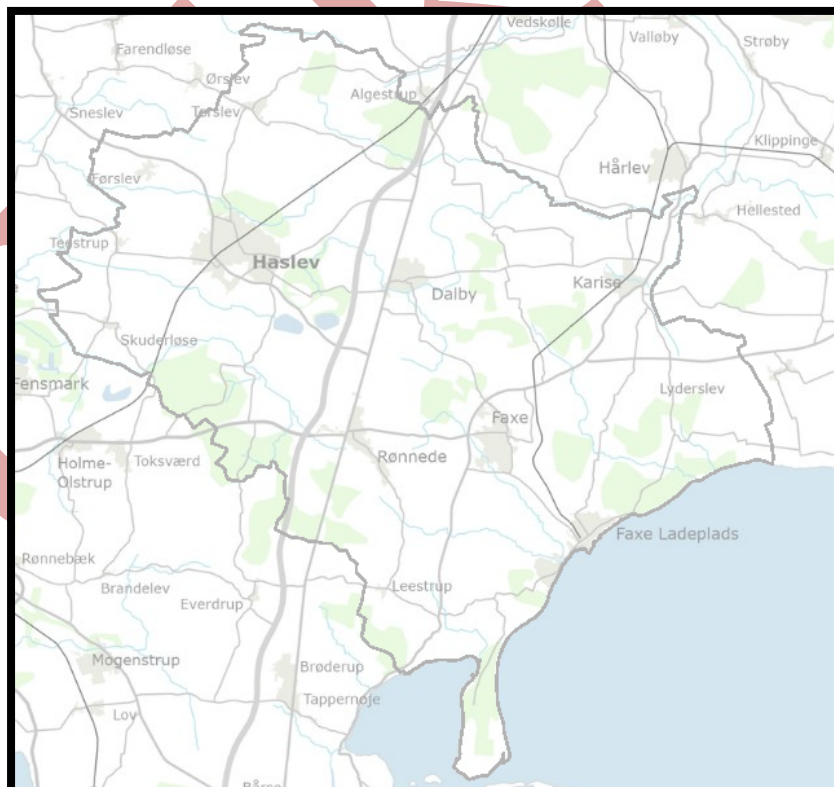 Vedskølle
Farendløse
Valløby
Strøby
Ørslev
Algestrup
Terslev
Sneslev
Klippinge
Hårlev
Førslev
Hellested
Teestrup
Haslev
Karise
Dalby
Skuderløse
Fensmark
Lyderslev
Faxe
Holme-
Olstrup
Toksværd
Rønnede
Faxe Ladeplads
Rønnebæk
Brandelev
Leestrup
Everdrup
Mogenstrup
Brøderup
Tappernøje
Lov